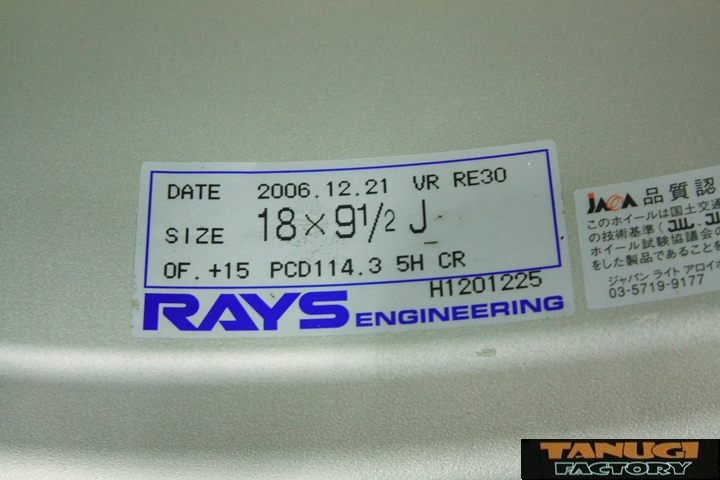 DATE 2006.12.21 VR RE30
SIZE 18×9 1/2 J
OF.+15 PCD114.3 5H CR
H1201225
RAYS ENGINEERING
JAWA 品質認
このホイールは国土交通
の技術基準(JWL, JW
ホイール試験協議会の
をした製品であることを
ジャパン ライト アロイホ
03-5719-9177
TANUGI
FACTORY